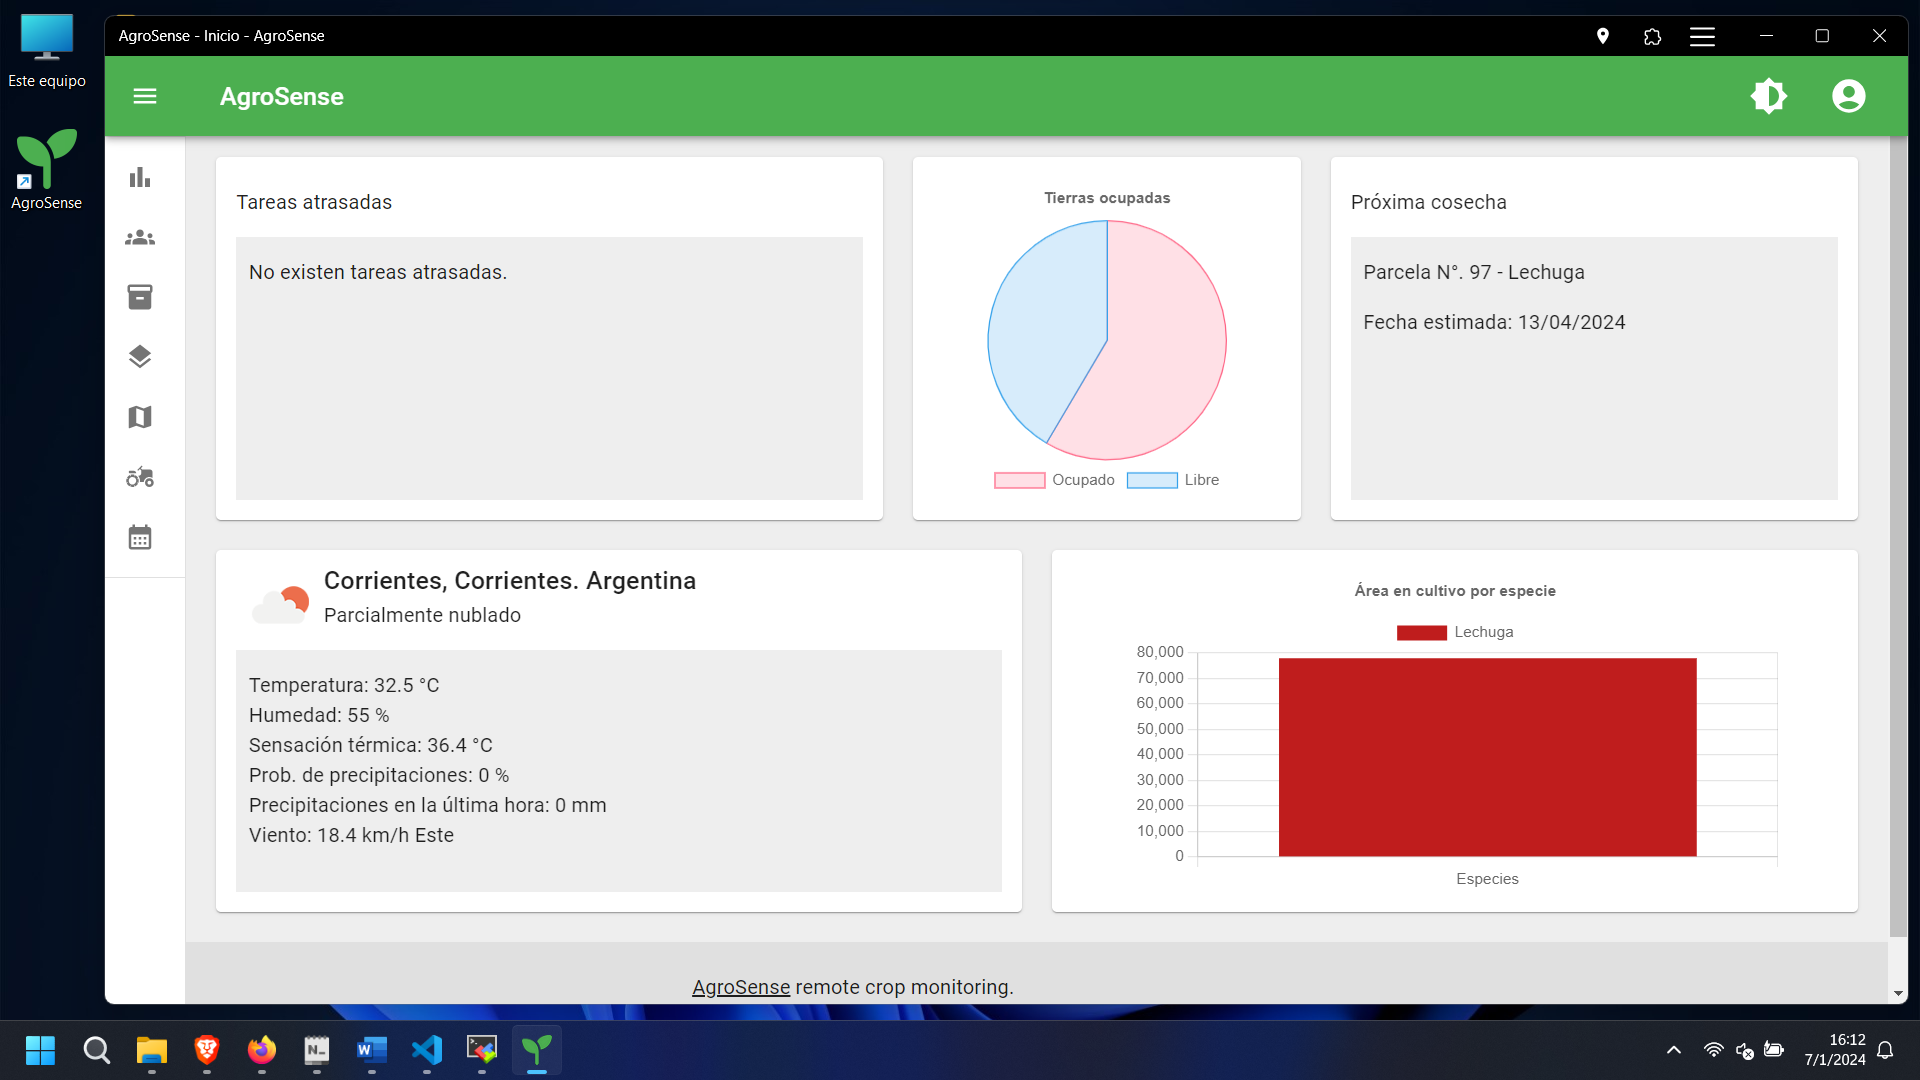 Este equipo
AgroSense
AgroSense - Inicio - AgroSense
AgroSense
Tareas atrasadas
No existen tareas atrasadas.
Tierras ocupadas
Ocupado
Libre
Próxima cosecha
Parcela N°. 97 - Lechuga
Fecha estimada: 13/04/2024
Corrientes, Corrientes. Argentina
Parcialmente nublado
Temperatura: 32.5 °C
Humedad: 55 %
Sensación térmica: 36.4 °C
Prob. de precipitaciones: 0 %
Precipitaciones en la última hora: 0 mm
Viento: 18.4 km/h Este
Área en cultivo por especie
Lechuga
80,000
70,000
60,000
50,000
40,000
30,000
20,000
10,000
0
Especies
AgroSense remote crop monitoring.
16:12
7/1/2024